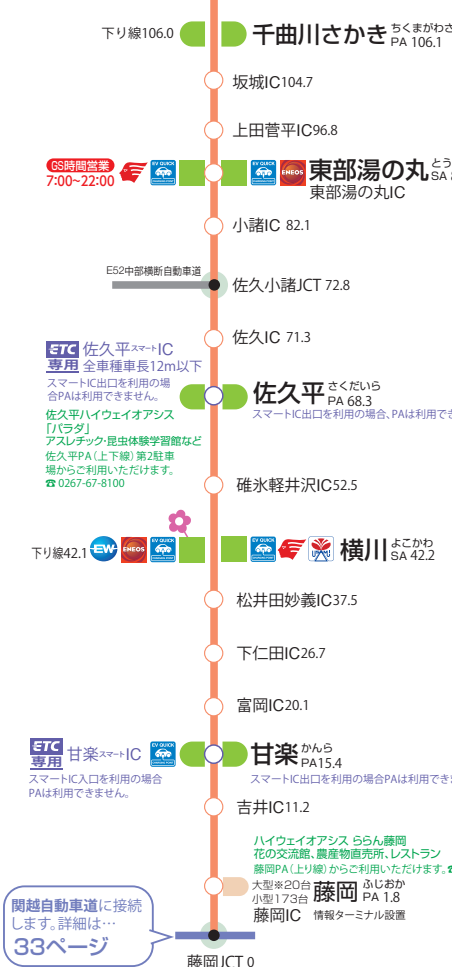 下り線106.0
千曲川さかき ちくまがわさ
PA 106.1
坂城IC104.7
上田菅平IC96.8
GS時間営業
7:00~22:00
EV QUICK
EV QUICK
ENEOS
東部湯の丸 とう
SA
東部湯の丸IC
小諸IC 82.1
E52中部横断自動車道
佐久小諸JCT 72.8
佐久IC 71.3
ETC専用 佐久平スマートIC
全車種車長12m以下
スマートIC出口を利用の場
合PAは利用できません。
佐久平 さくだいら
PA 68.3
スマートIC出口を利用の場合、PAは利用でき
佐久平ハイウェイオアシス
「パラダ」
アスレチック・昆虫体験学習館など
佐久平PA(上下線)第2駐車
場からご利用いただけます。
☎0267-67-8100
碓氷軽井沢IC52.5
下り線42.1
EW
ENEOS
EV QUICK
EV QUICK
横川 よこかわ
SA 42.2
松井田妙義IC37.5
下仁田IC26.7
富岡IC20.1
ETC専用 甘楽スマートIC
EV QUICK
甘楽 かんら
PA15.4
スマートIC入口を利用の場合
PAは利用できません。
スマートIC出口を利用の場合PAは利用でき
吉井IC11.2
ハイウェイオアシス ららん藤岡
花の交流館、農産物直売所、レストラン
藤岡PA(上り線)からご利用いただけます。☎
大型※20台
小型173台
藤岡 ふじおか
PA 1.8
藤岡IC 情報ターミナル設置
関越自動車道に接続
します。詳細は…
33ページ
藤岡JCT 0